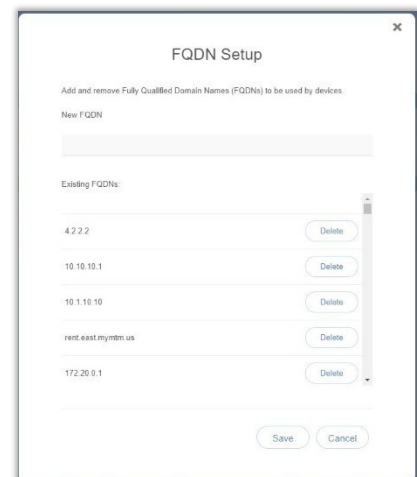 FQDN Setup
Add and remove Fully Qualified Domain Names (FQDNs) to be used by devices.
New FQDN
Existing FQDNs:
4.2.2.2 Delete
10.10.10.1 Delete
10.1.10.10 Delete
rent.east.mymtm.us Delete
172.20.0.1 Delete
Save Cancel